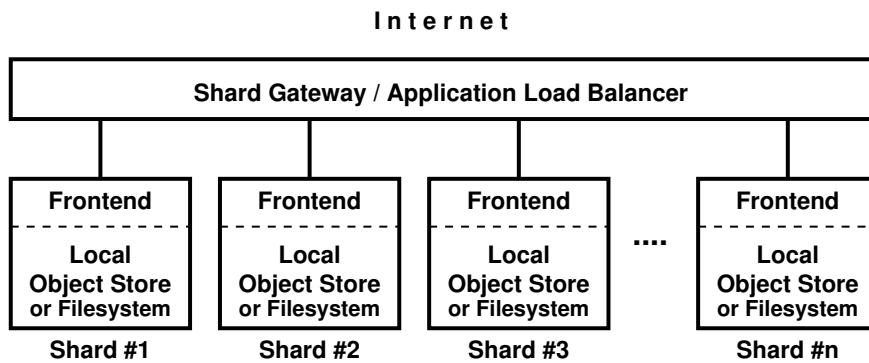 Internet
Shard Gateway / Application Load Balancer
Frontend
Local
Object Store
or Filesystem
Shard #1
Frontend
Local
Object Store
or Filesystem
Shard #2
Frontend
Local
Object Store
or Filesystem
Shard #3
....
Frontend
Local
Object Store
or Filesystem
Shard #n